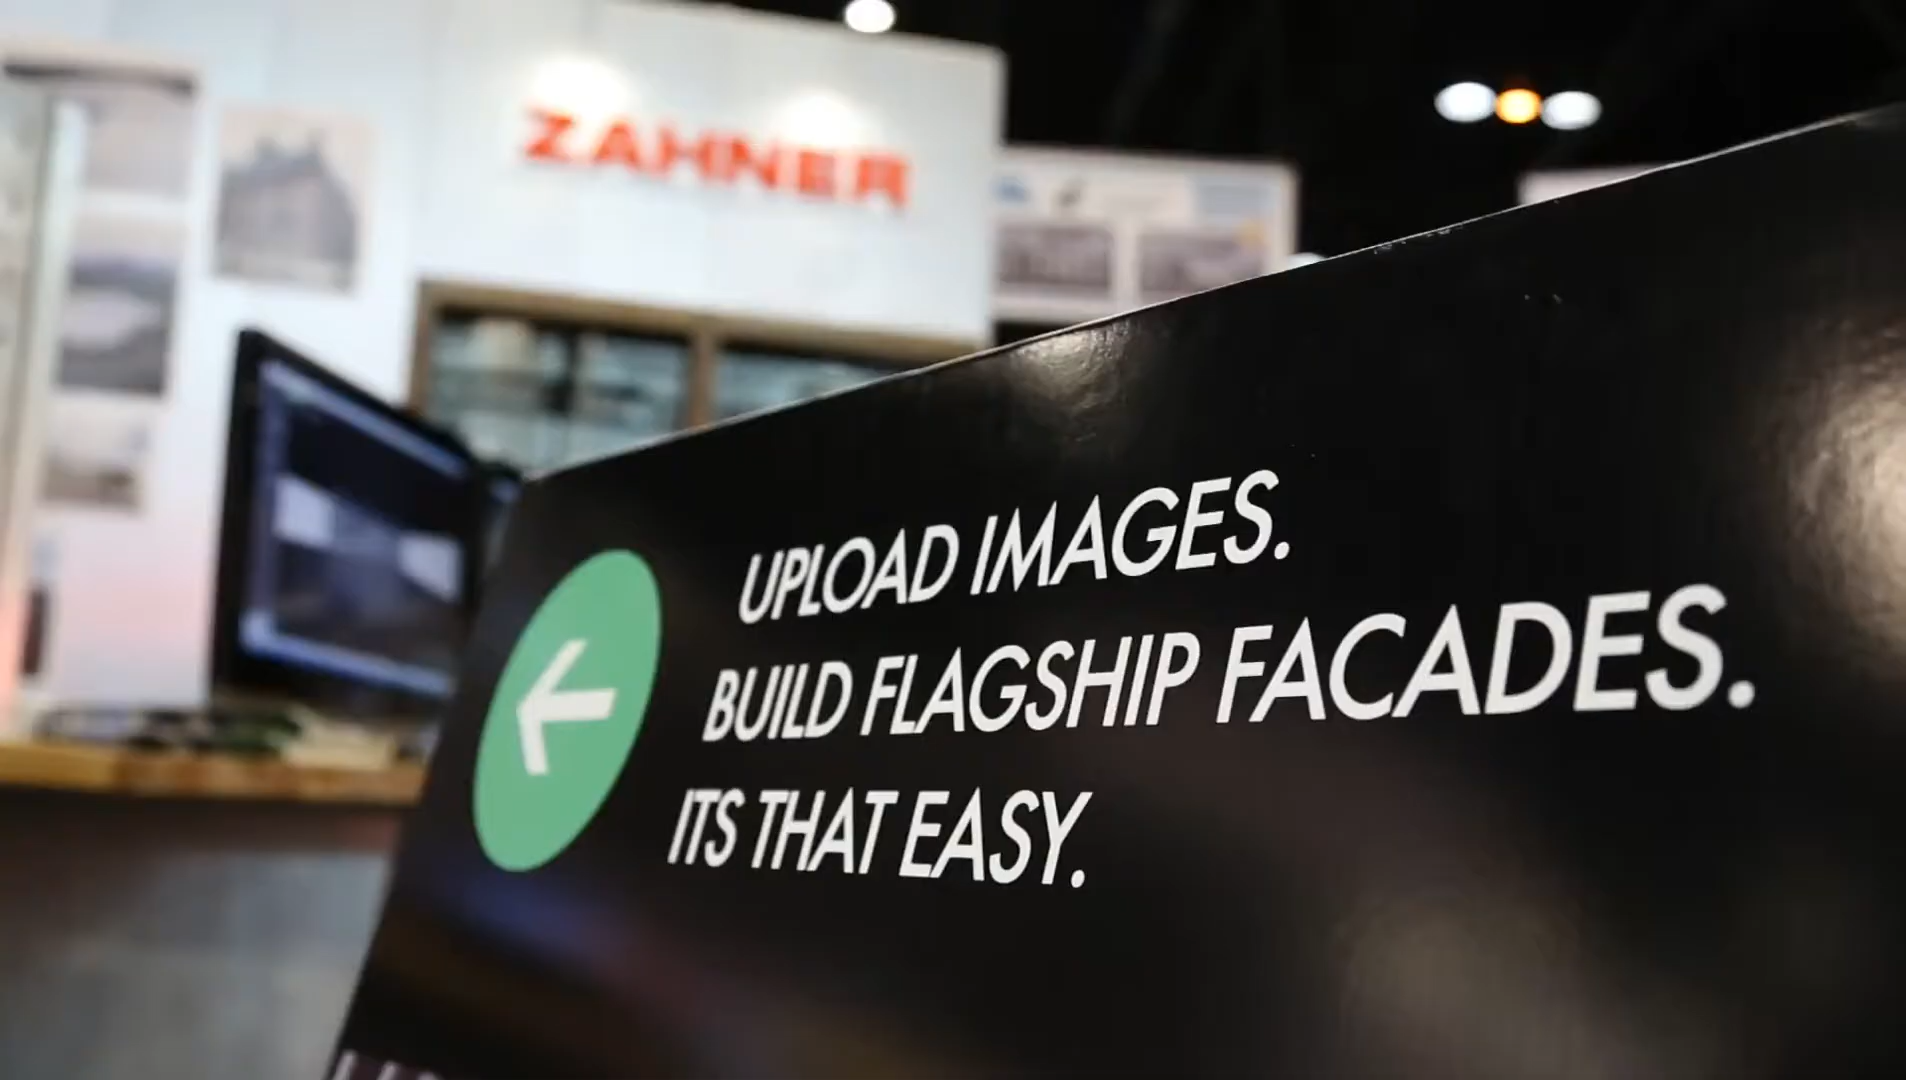 ZAHNER
UPLOAD IMAGES.
BUILD FLAGSHIP FACADES.
ITS THAT EASY.